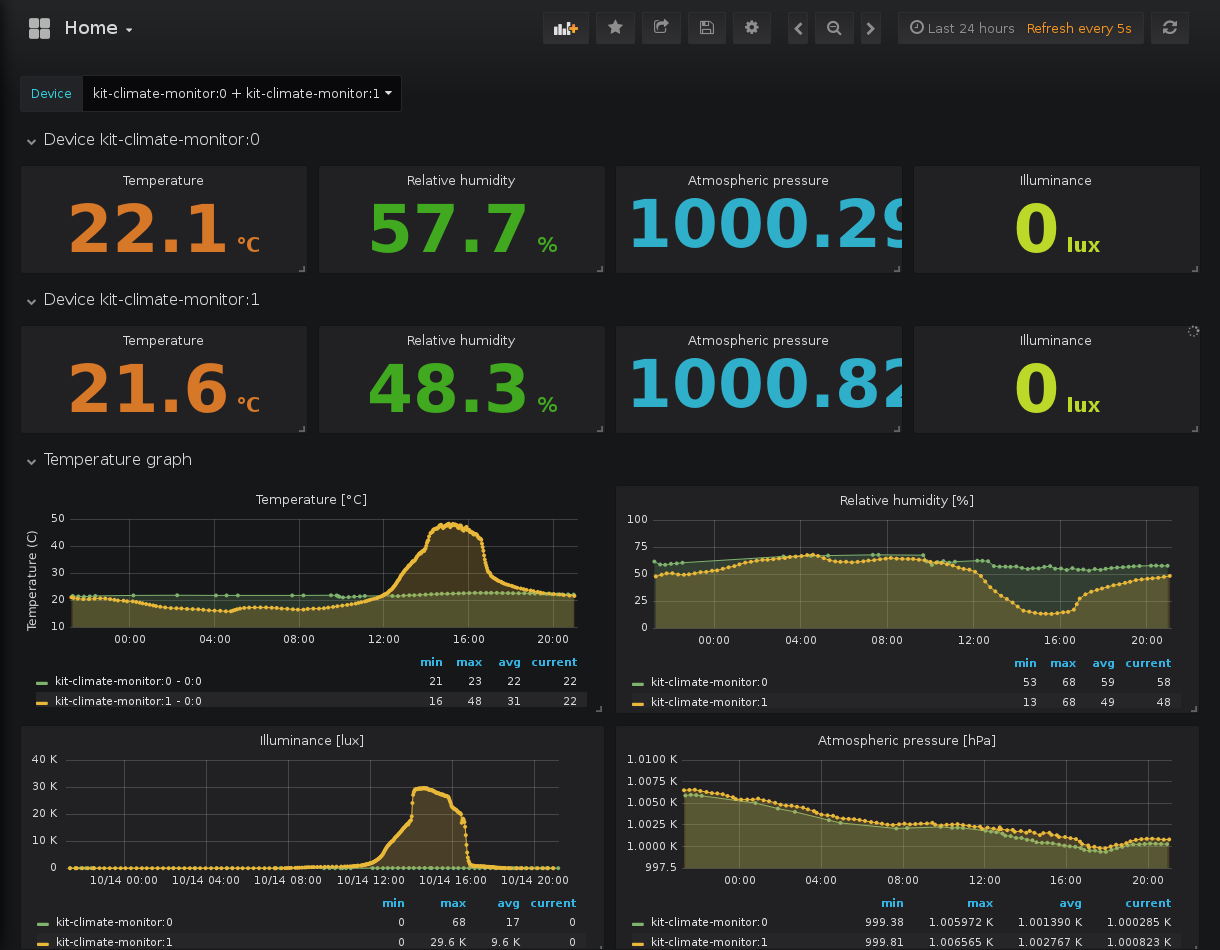 Home
Last 24 hours Refresh every 5s
Device kit-climate-monitor:0 + kit-climate-monitor:1
Device kit-climate-monitor:0
Temperature Relative humidity Atmospheric pressure Illuminance
22.1 °C 57.7 % 1000.29 0 lux
Device kit-climate-monitor:1
Temperature Relative humidity Atmospheric pressure Illuminance
21.6 °C 48.3 % 1000.82 0 lux
Temperature graph
Temperature [°C]
Temperature (C)
50
40
30
20
10
00:00 04:00 08:00 12:00 16:00 20:00
min max avg current
kit-climate-monitor:0 - 0:0 21 23 22 22
kit-climate-monitor:1 - 0:0 16 48 31 22
Relative humidity [%]
100
75
50
25
0
00:00 04:00 08:00 12:00 16:00 20:00
min max avg current
kit-climate-monitor:0 53 68 59 58
kit-climate-monitor:1 13 68 49 48
Illuminance [lux]
40 K
30 K
20 K
10 K
0
10/14 00:00 10/14 04:00 10/14 08:00 10/14 12:00 10/14 16:00 10/14 20:00
min max avg current
kit-climate-monitor:0 0 68 17 0
kit-climate-monitor:1 0 29.6 K 9.6 K 0
Atmospheric pressure [hPa]
1.0100 K
1.0075 K
1.0050 K
1.0025 K
1.0000 K
997.5
00:00 04:00 08:00 12:00 16:00 20:00
min max avg current
kit-climate-monitor:0 999.38 1.005972 K 1.001390 K 1.000285 K
kit-climate-monitor:1 999.81 1.006565 K 1.002767 K 1.000823 K